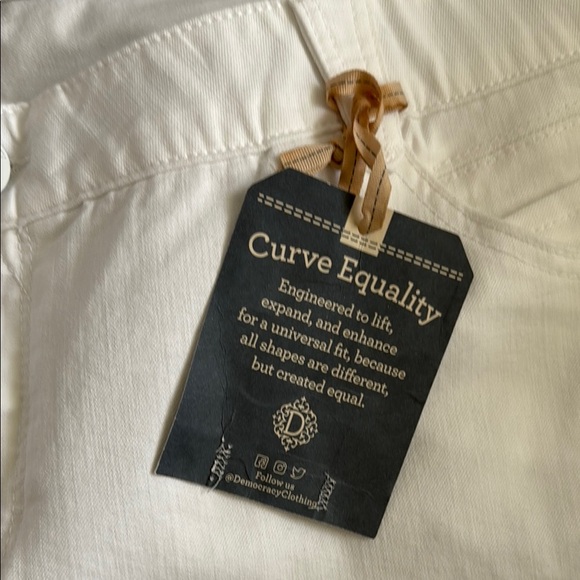 Curve Equality
Engineered to lift,
expand, and enhance
for a universal fit, because
all shapes are different,
but created equal.
D
Follow us
@DemocracyClothing